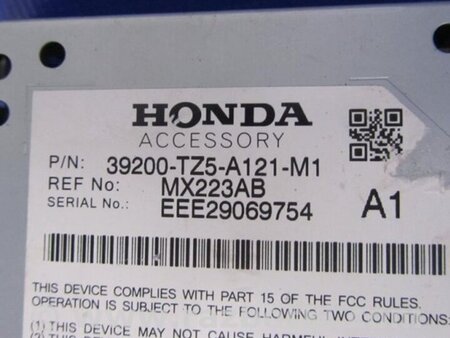 HONDA
ACCESSORY
P/N: 39200-TZ5-A121-M1
REF No: MX223AB
SERIAL No.: EEE29069754 A1
THIS DEVICE COMPLIES WITH PART 15 OF THE FCC RULES.
OPERATION IS SUBJECT TO THE FOLLOWING TWO CONDITIONS:
(1) THIS DEVICE MAY NOT CAUSE HARMFUL